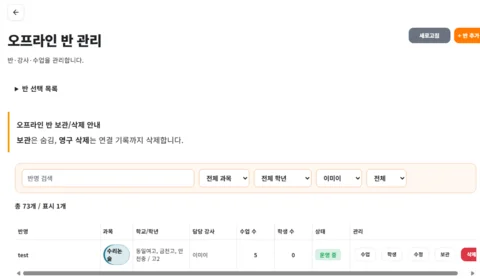 ←
오프라인 반 관리
새로고침
+ 반 추가
반·강사·수업을 관리합니다.
▶ 반 선택 목록
오프라인 반 보관/삭제 안내
보관은 숨김, 영구 삭제는 연결 기록까지 삭제합니다.
반명 검색
전체 과목
전체 학년
이미이
전체
총 73개 / 표시 1개
반명 과목 학교/학년 담당 강사 수업 수 학생 수 상태 관리
test 수리논술 동일여고, 금천고, 안천중 / 고2 이미이 5 0 운영 중 수업 학생 수정 보관 삭제